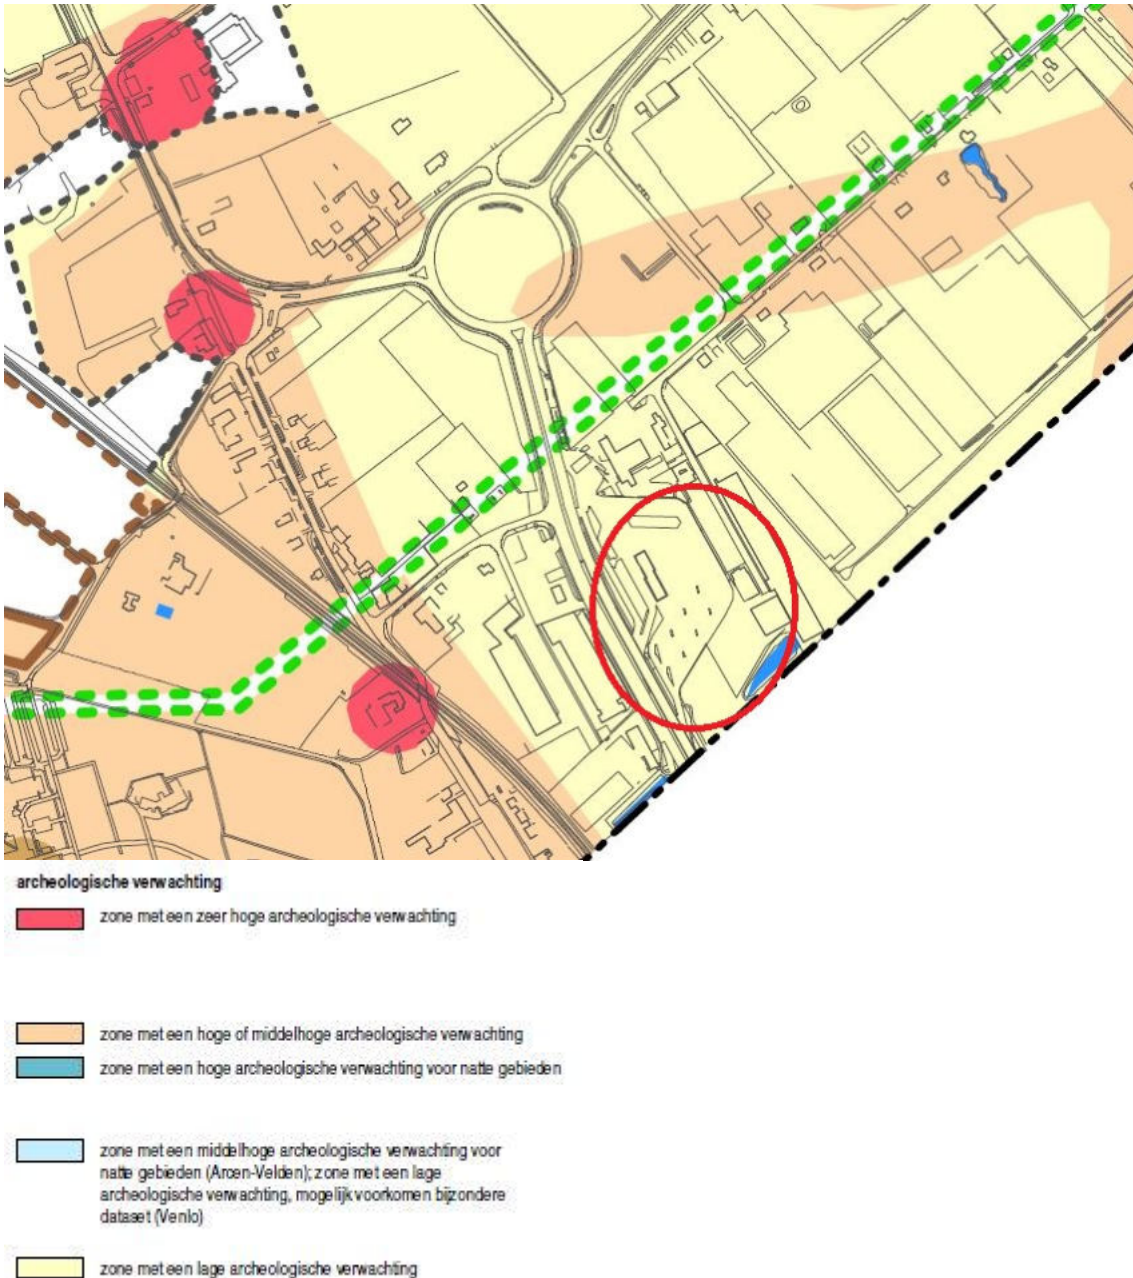 archeologische verwachting
zone met een zeer hoge archeologische verwachting
zone met een hoge of middelhoge archeologische verwachting
zone met een hoge archeologische verwachting voor natte gebieden
zone met een middelhoge archeologische verwachting voor
natte gebieden (Arcen-Velden); zone met een lage
archeologische verwachting, mogelijk voorkomen bijzondere
dataset (Venlo)
zone met een lage archeologische verwachting